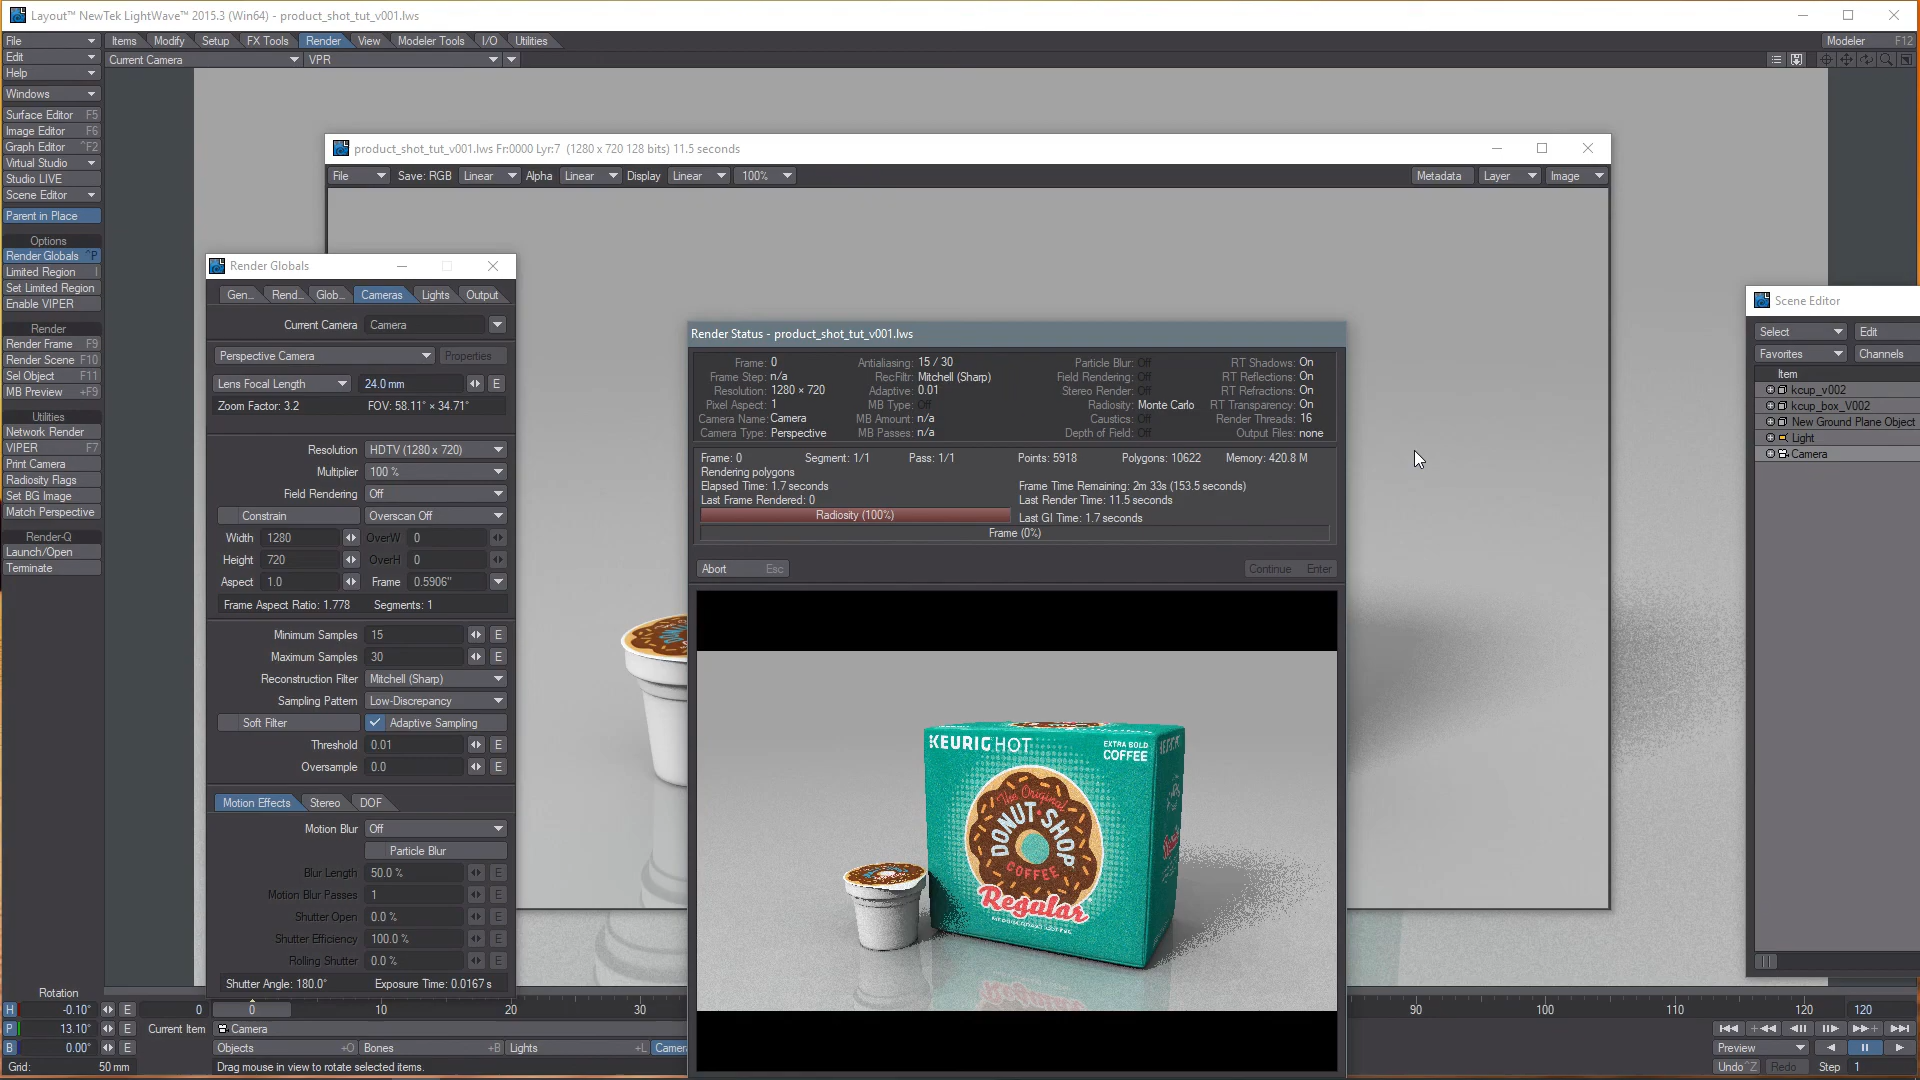 Layout™ NewTek LightWave™ 2015.3 (Win64) - product_shot_tut_v001.lws
File Items Modify Setup FX Tools Render View Modeler Tools I/O Utilities Modeler F12
Edit Current Camera VPR
Help
Windows
Surface Editor F5
Image Editor F6
Graph Editor ^F2
Virtual Studio
Studio LIVE
Scene Editor
Parent in Place
Options
Render Globals ^P
Limited Region l
Set Limited Region
Enable VIPER
Render
Render Frame F9
Render Scene F10
Sel Object F11
MB Preview +F9
Utilities
Network Render
VIPER F7
Print Camera
Radiosity Flags
Set BG Image
Match Perspective
Render-Q
Launch/Open
Terminate
product_shot_tut_v001.lws Fr:0000 Lyr:7 (1280 x 720 128 bits) 11.5 seconds
File Save: RGB Linear Alpha Linear Display Linear 100% Metadata Layer Image
Render Globals
Gen... Rend... Glob... Cameras Lights Output
Current Camera Camera
Perspective Camera Properties
Lens Focal Length 24.0 mm E
Zoom Factor: 3.2 FOV: 58.11° × 34.71°
Resolution HDTV (1280 x 720)
Multiplier 100 %
Field Rendering Off
Constrain Overscan Off
Width 1280 OverW 0
Height 720 OverH 0
Aspect 1.0 Frame 0.5906"
Frame Aspect Ratio: 1.778 Segments: 1
Minimum Samples 15 E
Maximum Samples 30 E
Reconstruction Filter Mitchell (Sharp)
Sampling Pattern Low-Discrepancy
Soft Filter Adaptive Sampling
Threshold 0.01 E
Oversample 0.0 E
Motion Effects Stereo DOF
Motion Blur Off
Particle Blur
Blur Length 50.0 % E
Motion Blur Passes 1 E
Shutter Open 0.0 % E
Shutter Efficiency 100.0 % E
Rolling Shutter 0.0 % E
Shutter Angle: 180.0° Exposure Time: 0.0167 s
Render Status - product_shot_tut_v001.lws
Frame: 0 Antialiasing: 15 / 30 Particle Blur: Off RT Shadows: On
Frame Step: n/a RecFiltr: Mitchell (Sharp) Field Rendering: Off RT Reflections: On
Resolution: 1280 × 720 Adaptive: 0.01 Stereo Render: Off RT Refractions: On
Pixel Aspect: 1 MB Type: Off Radiosity: Monte Carlo RT Transparency: On
Camera Name: Camera MB Amount: n/a Caustics: Off Render Threads: 16
Camera Type: Perspective MB Passes: n/a Depth of Field: Off Output Files: none
Frame: 0 Segment: 1/1 Pass: 1/1 Points: 5918 Polygons: 10622 Memory: 420.8 M
Rendering polygons
Elapsed Time: 1.7 seconds Frame Time Remaining: 2m 33s (153.5 seconds)
Last Frame Rendered: 0 Last Render Time: 11.5 seconds
Radiosity (100%) Last GI Time: 1.7 seconds
Frame (0%)
Abort Esc Continue Enter
KEURIG HOT
EXTRA BOLD
COFFEE
The Original
DONUT SHOP
COFFEE
Regular
Scene Editor
Select Edit
Favorites Channels
Item
kcup_v002
kcup_box_V002
New Ground Plane Object
Light
Camera
Rotation
H -0.10° E 0 0 10 20 30 90 100 110 120 120
P 13.10° E Current Item Camera
B 0.00° E Objects +O Bones +B Lights +L Camer Preview
Grid: 50 mm Drag mouse in view to rotate selected items. Undo ^Z Redo Step 1